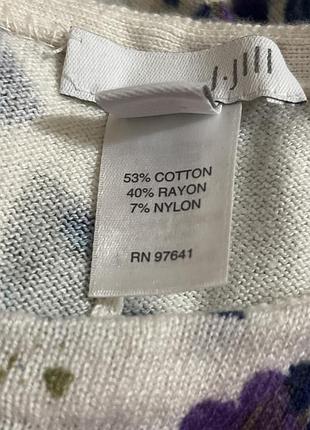 J.Jill
53% COTTON
40% RAYON
7% NYLON
RN 97641